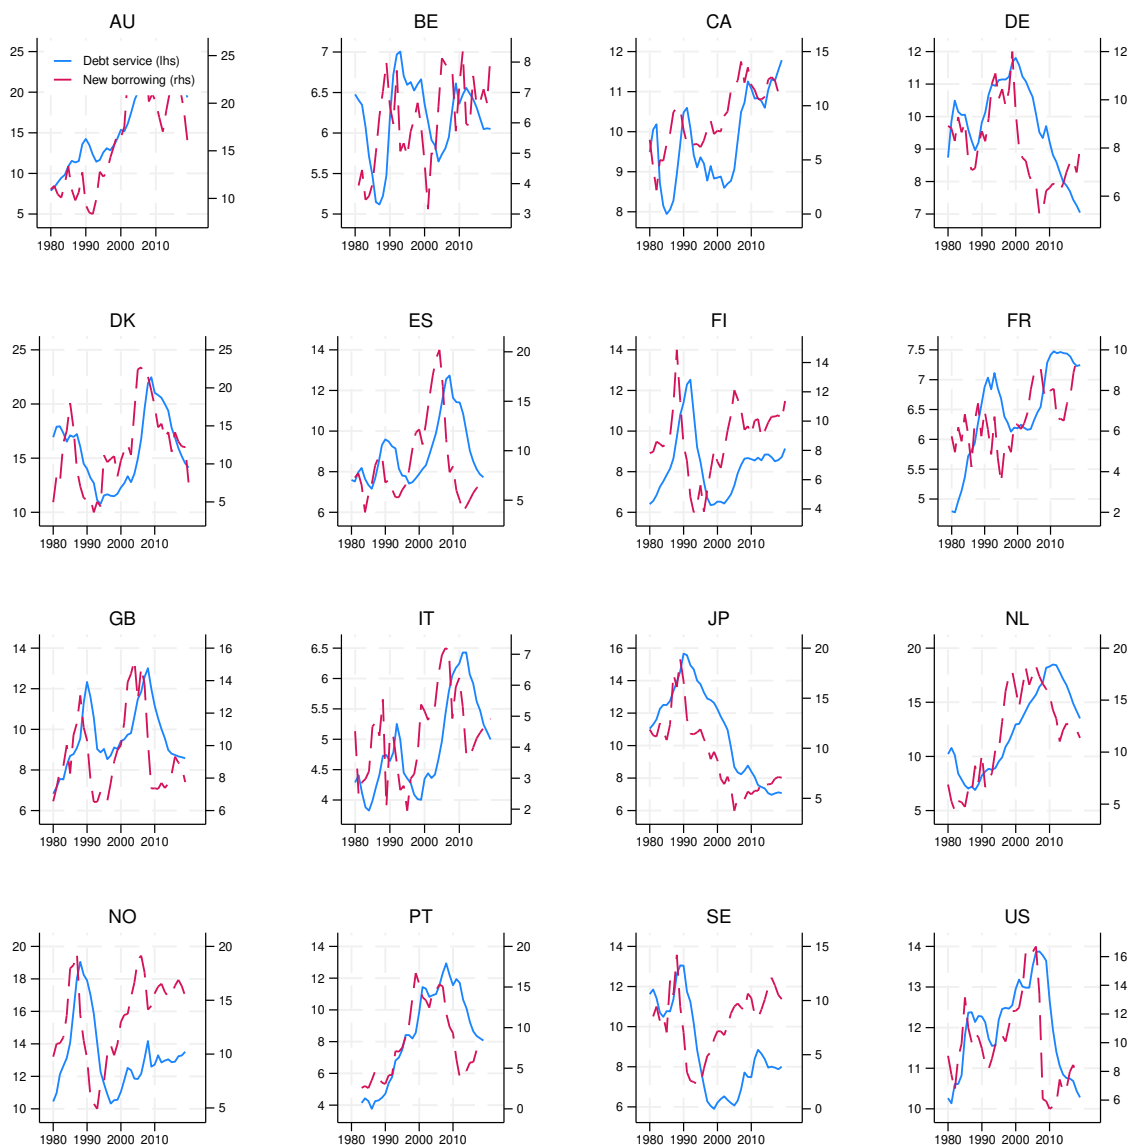 AU BE CA DE
25 25 7 8 12 15 12 12
Debt service (lhs)
New borrowing (rhs)
20 20 6.5 7 11 10 11 10
15 15 6 6 10 5 10 8
10 10 5.5 5 9 0 9 6
5 5 4 8 8
3 7
1980 1990 2000 2010 1980 1990 2000 2010 1980 1990 2000 2010 1980 1990 2000 2010
DK ES FI FR
25 25 14 20 14 14 7.5 10
20 20 12 15 12 12 7 8
15 15 10 10 10 10 6.5 6
10 10 8 5 8 8 6 4
5 6 6 6 5.5 2
4 5
1980 1990 2000 2010 1980 1990 2000 2010 1980 1990 2000 2010 1980 1990 2000 2010
GB IT JP NL
14 16 6.5 7 16 20 20 20
12 14 6 6 14 15 15 15
10 12 5.5 5 12 10 10 10
8 10 5 4 10 5 5 5
6 8 4.5 3 8
6 4 2 6
1980 1990 2000 2010 1980 1990 2000 2010 1980 1990 2000 2010 1980 1990 2000 2010
NO PT SE US
20 20 14 20 14 15 14 16
18 15 12 15 12 10 13 14
16 10 10 10 10 5 12 12
14 5 8 5 8 0 11 10
12 6 0 6 10 8
10 4 6
1980 1990 2000 2010 1980 1990 2000 2010 1980 1990 2000 2010 1980 1990 2000 2010